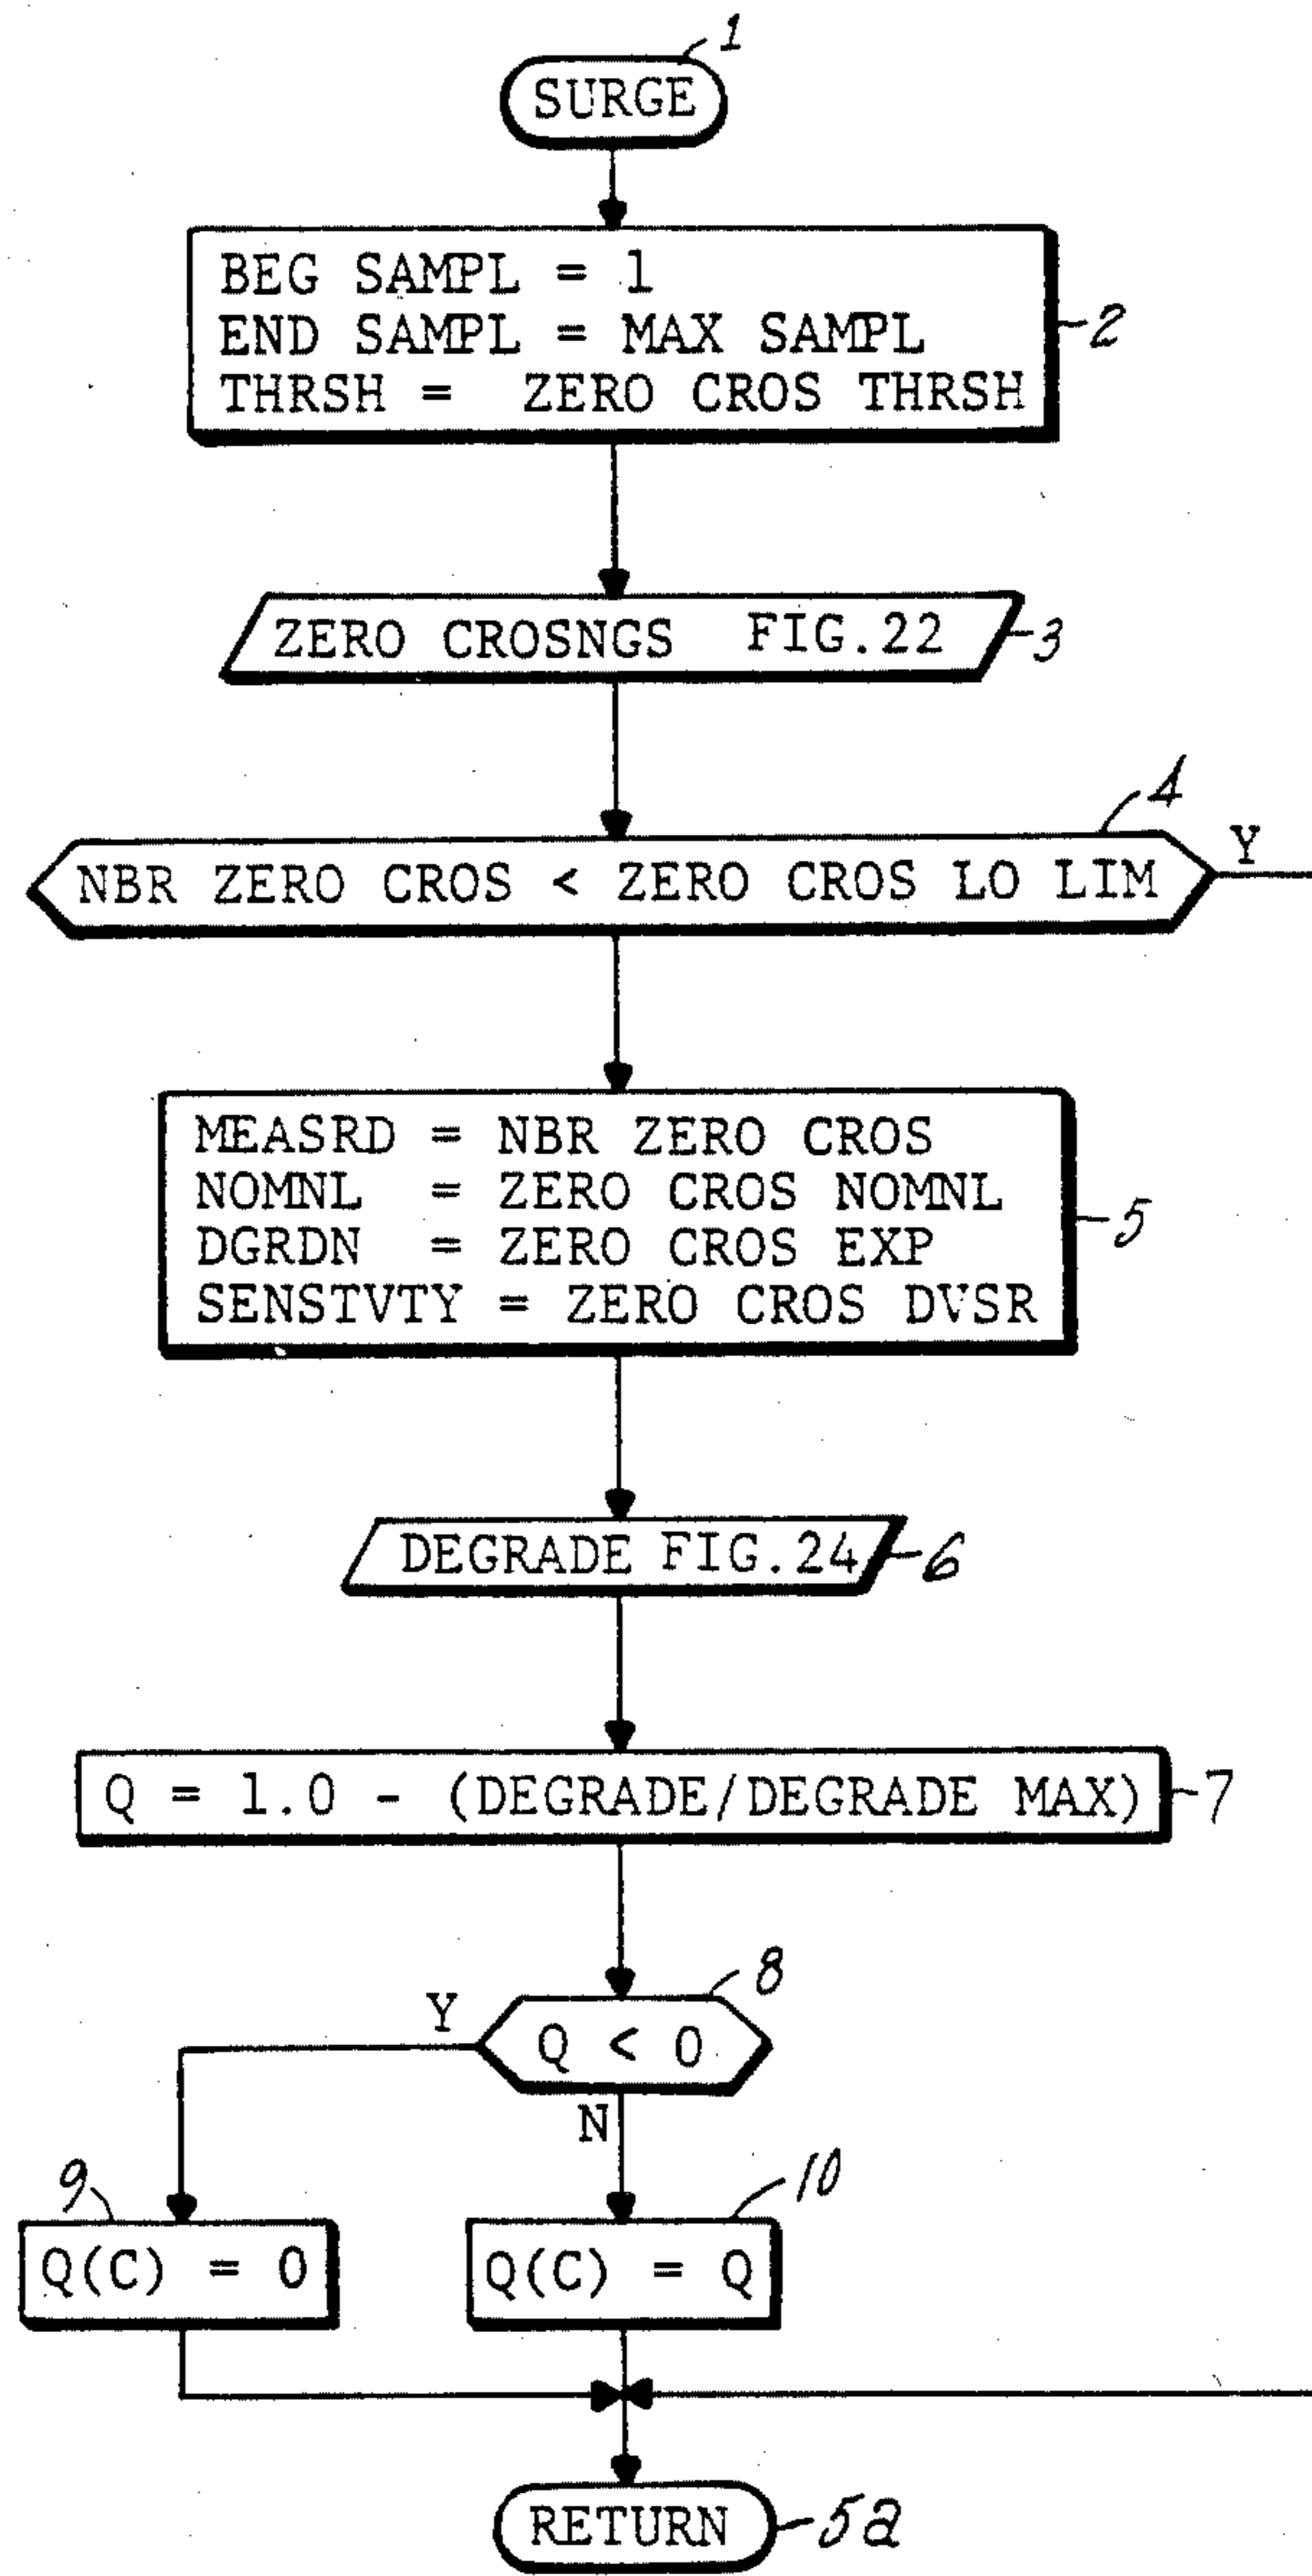 1
SURGE
BEG SAMPL = 1
END SAMPL = MAX SAMPL
THRSH = ZERO CROS THRSH
2
ZERO CROSNGS FIG.22
3
4
NBR ZERO CROS < ZERO CROS LO LIM
Y
MEASRD = NBR ZERO CROS
NOMNL = ZERO CROS NOMNL
DGRDN = ZERO CROS EXP
SENSTVTY = ZERO CROS DVSR
5
DEGRADE FIG.24
6
Q = 1.0 - (DEGRADE/DEGRADE MAX)
7
8
Y
Q < 0
N
9
10
Q(C) = 0
Q(C) = Q
RETURN
5a